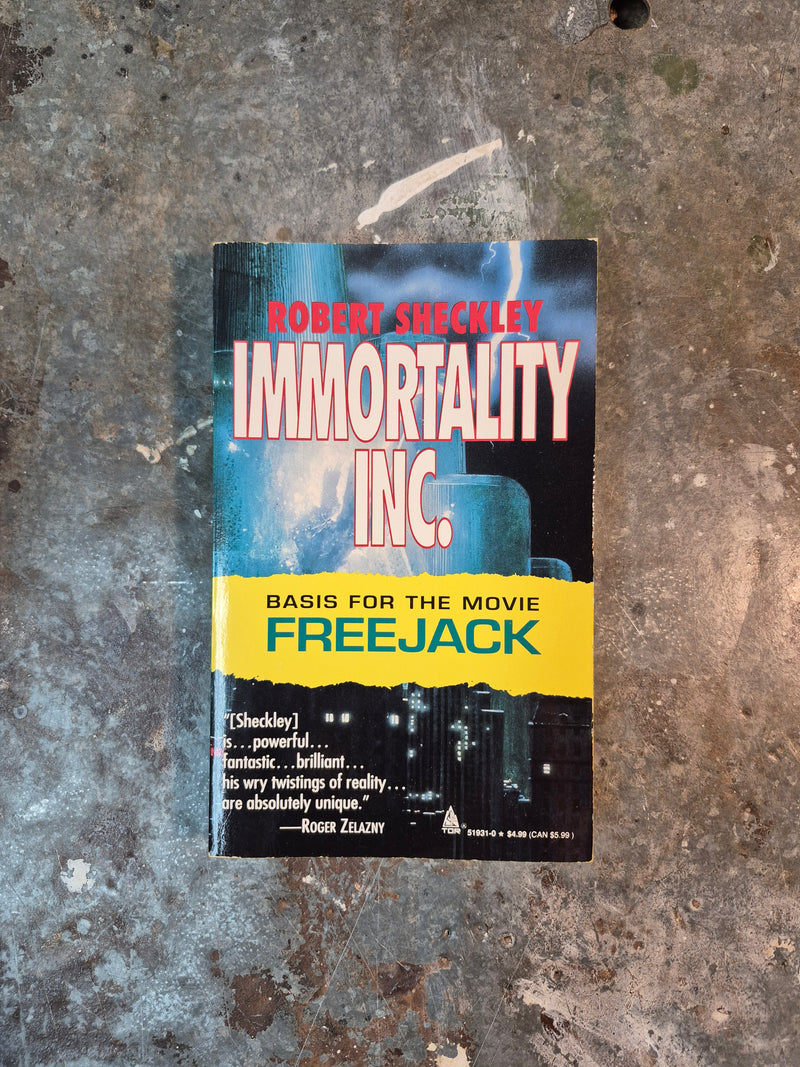 ROBERT SHECKLEY
IMMORTALITY
INC.
BASIS FOR THE MOVIE
FREEJACK
"[Sheckley]
is...powerful...
fantastic...brilliant...
his wry twistings of reality...
are absolutely unique."
—ROGER ZELAZNY
TOR®
51931-0 ★ $4.99 (CAN $5.99)